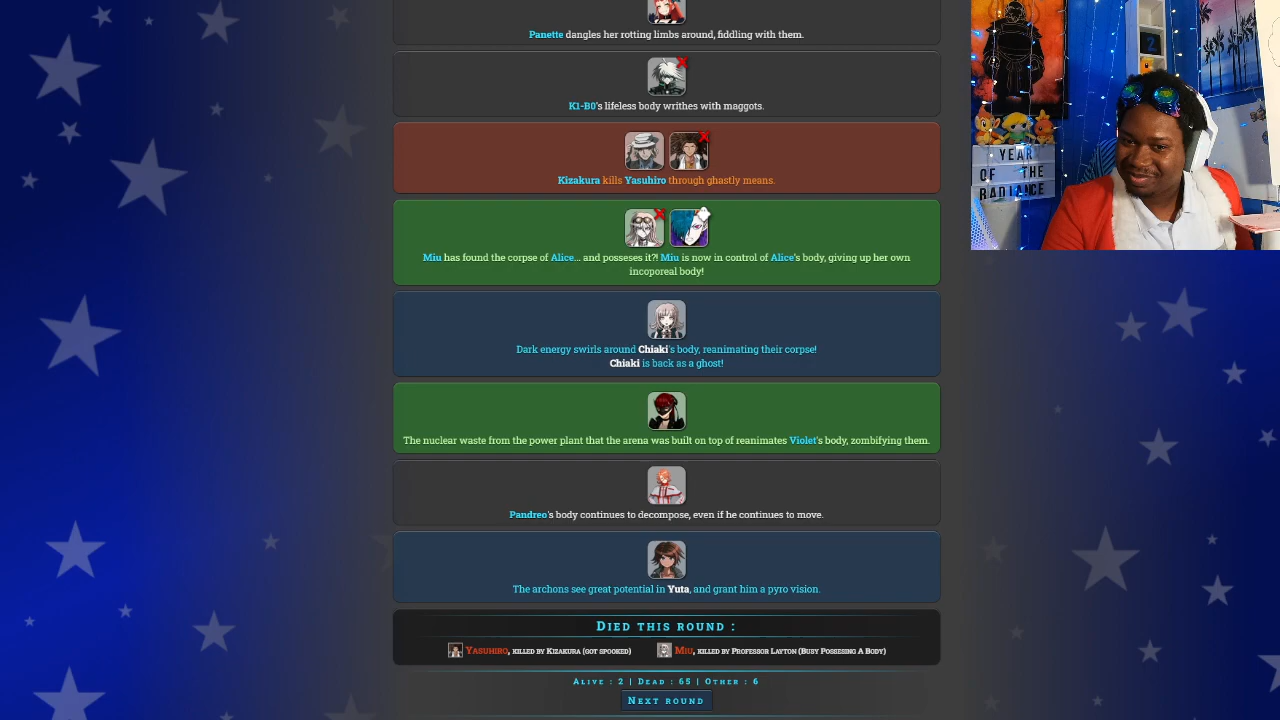 Panette dangles her rotting limbs around, fiddling with them.
K1-B0's lifeless body writhes with maggots.
Kizakura kills Yasuhiro through ghastly means.
Miu has found the corpse of Alice... and posseses it?! Miu is now in control of Alice's body, giving up her own
incoporeal body!
Dark energy swirls around Chiaki's body, reanimating their corpse!
Chiaki is back as a ghost!
The nuclear waste from the power plant that the arena was built on top of reanimates Violet's body, zombifying them.
Pandreo's body continues to decompose, even if he continues to move.
The archons see great potential in Yuta, and grant him a pyro vision.
Died this round :
Yasuhiro, killed by Kizakura (got spooked)
Miu, killed by Professor Layton (Busy Possesing A Body)
Alive : 2 | Dead : 65 | Other : 6
Next round
2
YEAR
OF THE
RADIANCE